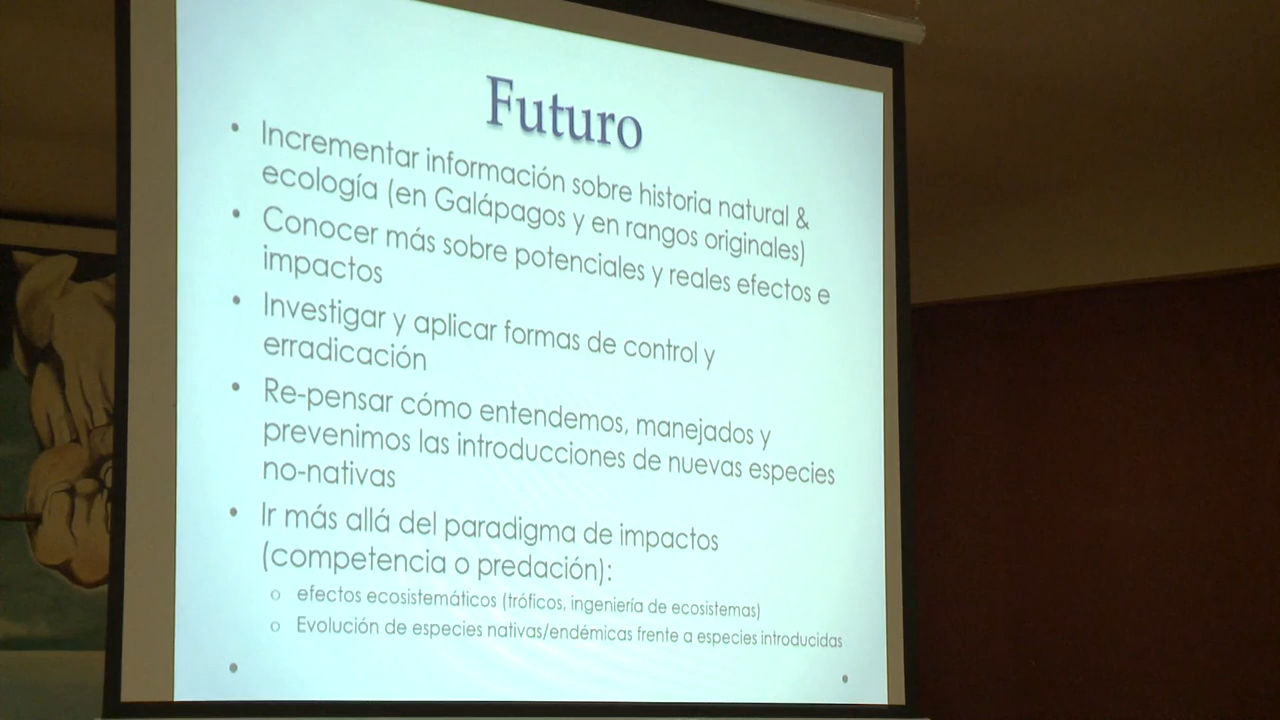 Futuro
• Incrementar información sobre historia natural &
ecología (en Galápagos y en rangos originales)
• Conocer más sobre potenciales y reales efectos e
impactos
• Investigar y aplicar formas de control y
erradicación
• Re-pensar cómo entendemos, manejados y
prevenimos las introducciones de nuevas especies
no-nativas
• Ir más allá del paradigma de impactos
(competencia o predación):
o efectos ecosistemáticos (tróficos, ingeniería de ecosistemas)
o Evolución de especies nativas/endémicas frente a especies introducidas